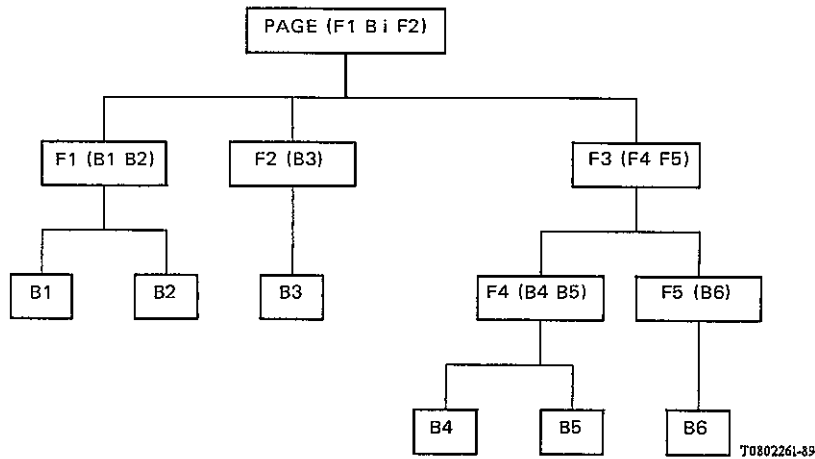 PAGE (F1 B i F2)
F1 (B1 B2)
F2 (B3)
F3 (F4 F5)
B1
B2
B3
F4 (B4 B5)
F5 (B6)
B4
B5
B6
T0802261-89